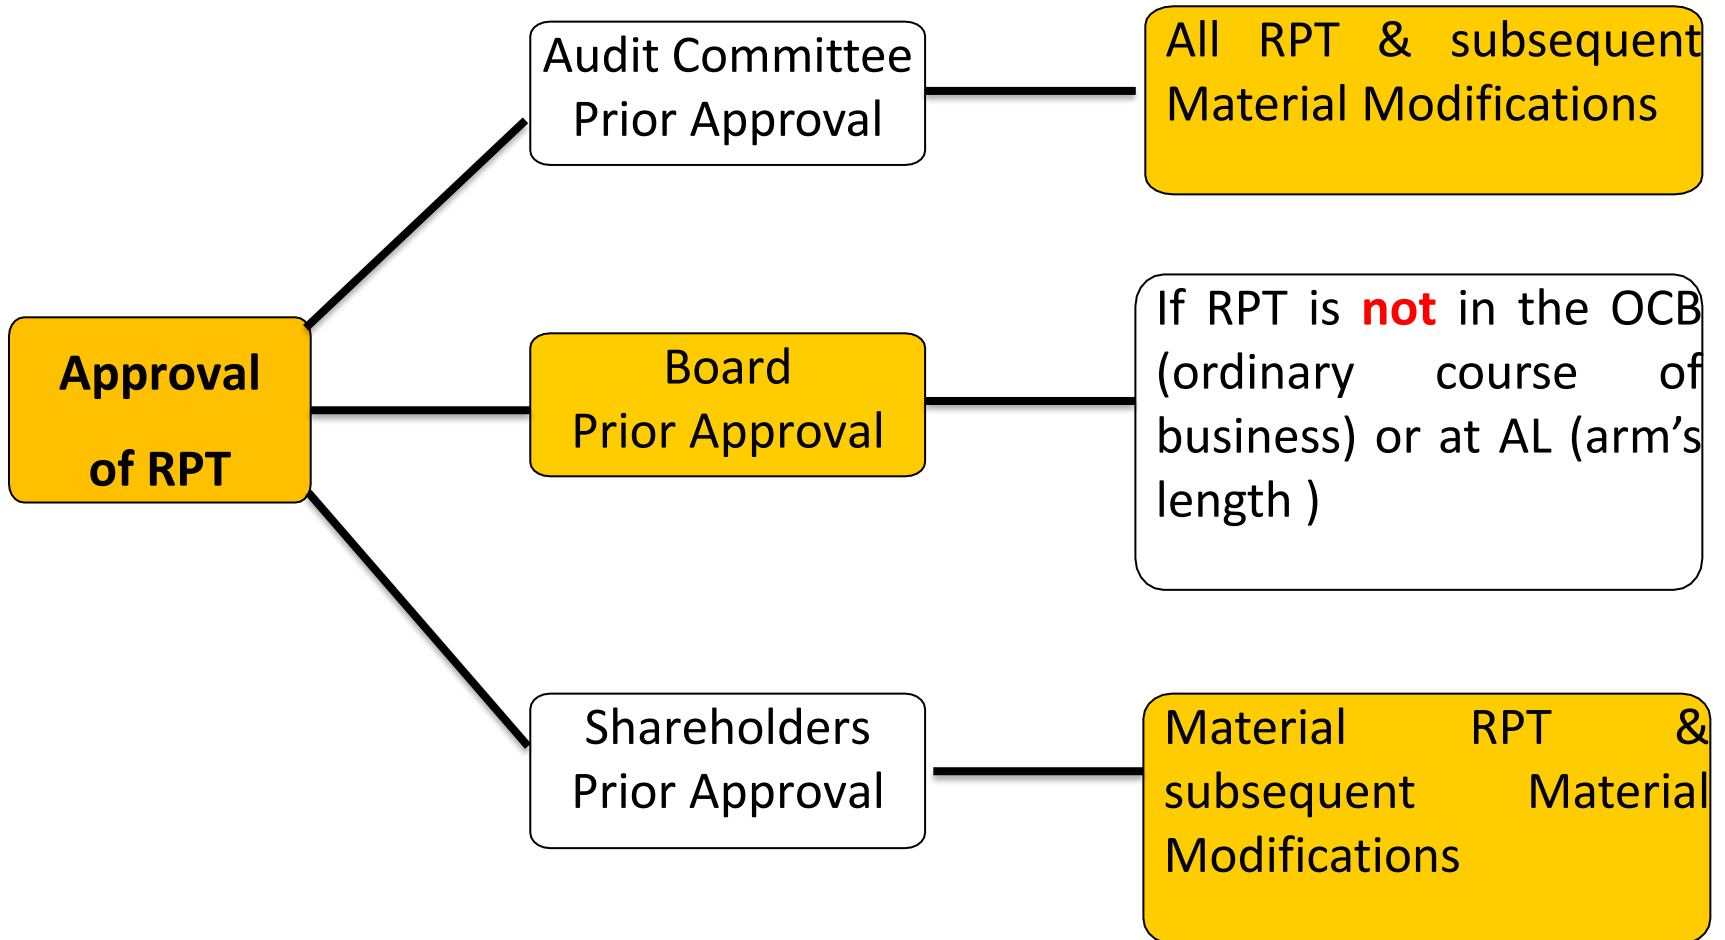 Approval
of RPT
Audit Committee
Prior Approval
All RPT & subsequent
Material Modifications
Board
Prior Approval
If RPT is not in the OCB
(ordinary course of
business) or at AL (arm’s
length )
Shareholders
Prior Approval
Material RPT &
subsequent Material
Modifications